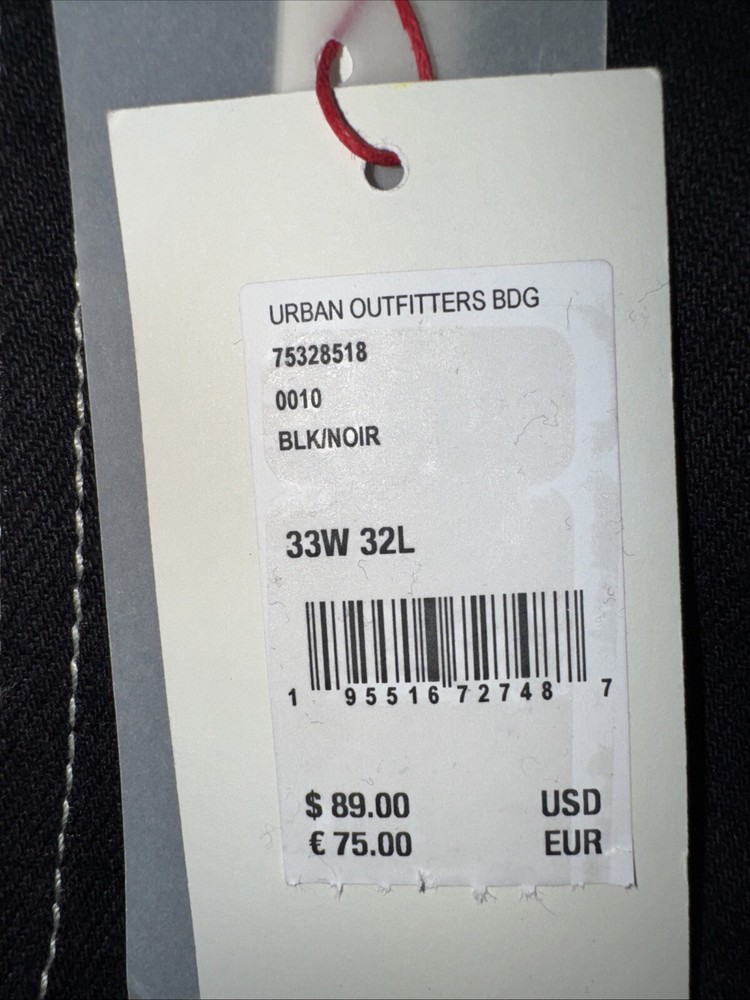 URBAN OUTFITTERS BDG
75328518
0010
BLK/NOIR
33W 32L
1 95516 72748 7
$ 89.00 USD
€ 75.00 EUR